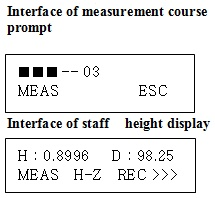 Interface of measurement course
prompt
■■■--03
MEAS ESC
Interface of staff height display
H:0.8996 D:98.25
MEAS H-Z REC>>>